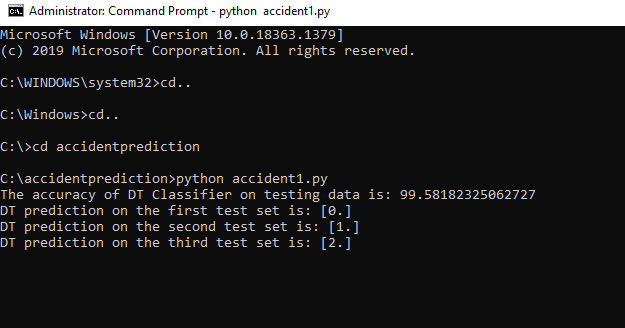 Administrator: Command Prompt - python  accident1.py
Microsoft Windows [Version 10.0.18363.1379]
(c) 2019 Microsoft Corporation. All rights reserved.
C:\WINDOWS\system32>cd..
C:\Windows>cd..
C:\>cd accidentprediction
C:\accidentprediction>python accident1.py
The accuracy of DT Classifier on testing data is: 99.58182325062727
DT prediction on the first test set is: [0.]
DT prediction on the second test set is: [1.]
DT prediction on the third test set is: [2.]